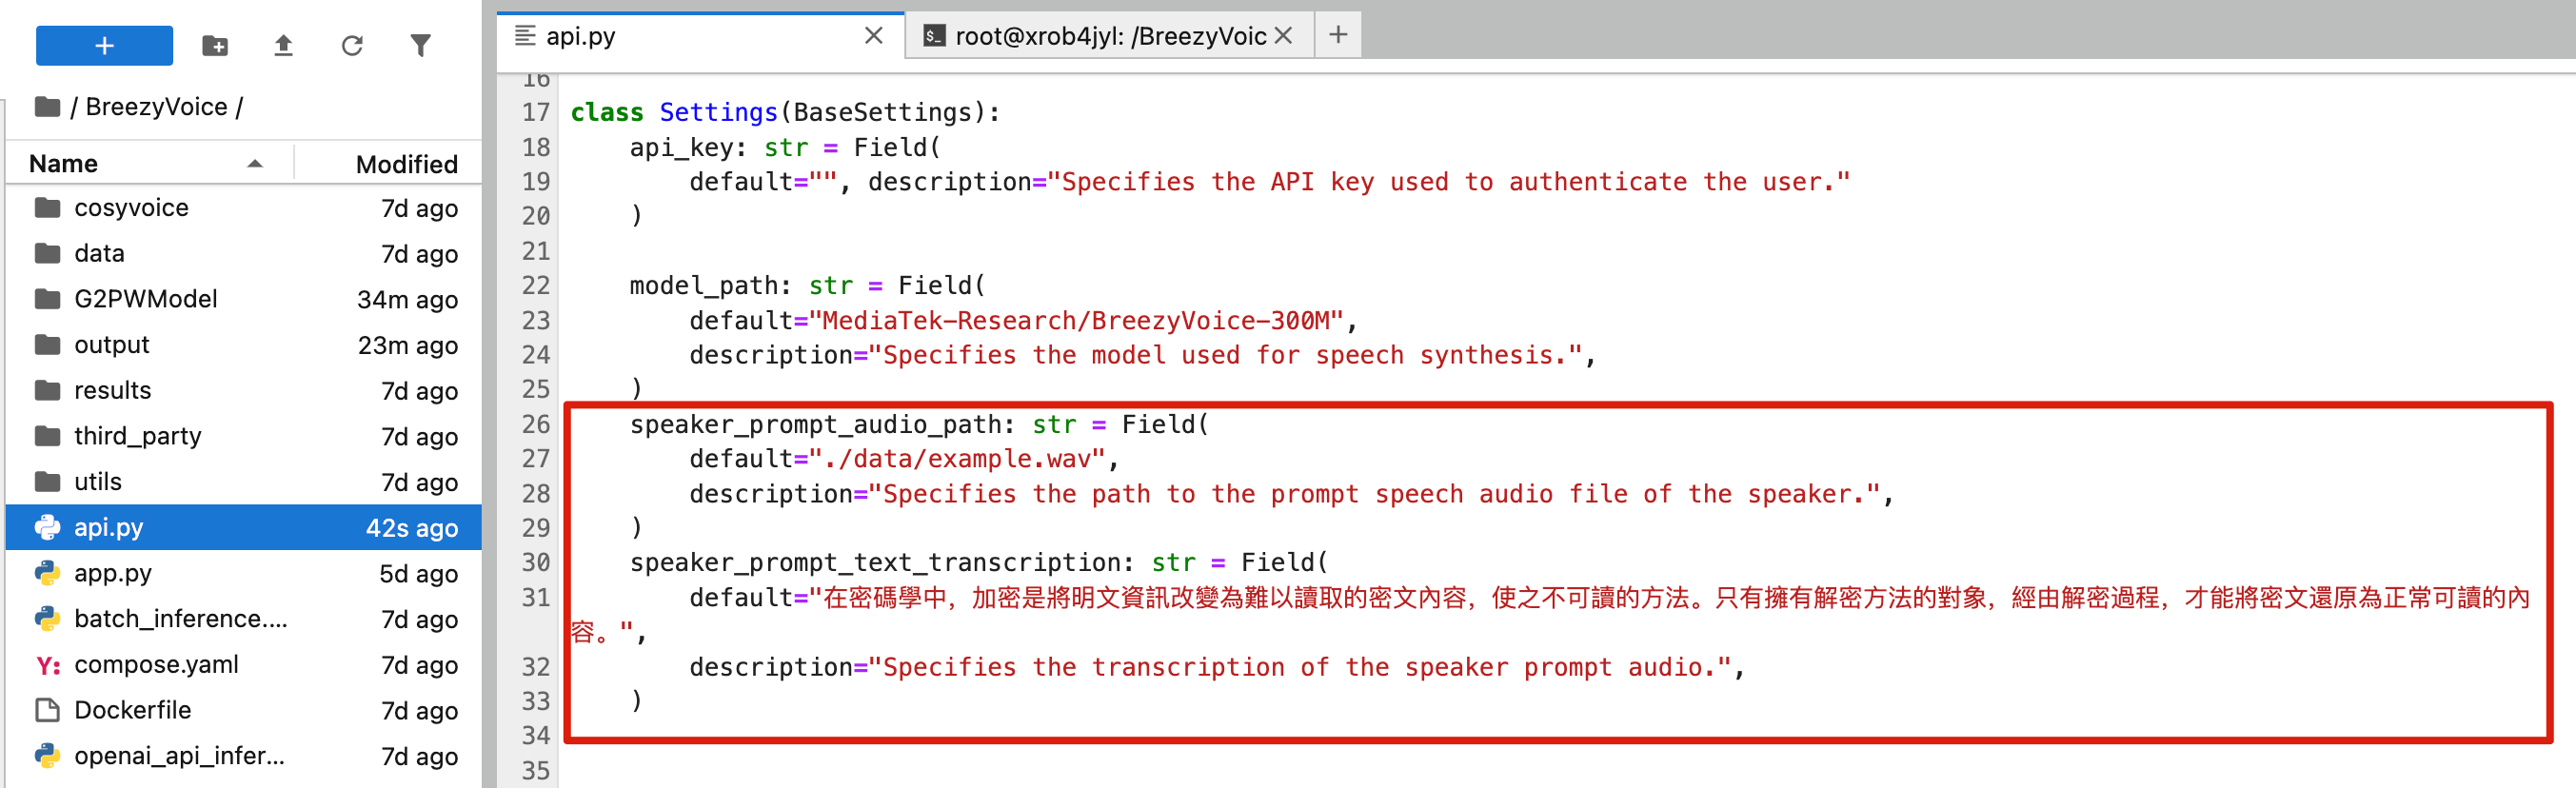 api.py
root@xrob4jyl: /BreezyVoic
/ BreezyVoice /
Name Modified
cosyvoice 7d ago
data 7d ago
G2PWModel 34m ago
output 23m ago
results 7d ago
third_party 7d ago
utils 7d ago
api.py 42s ago
app.py 5d ago
batch_inference.... 7d ago
compose.yaml 7d ago
Dockerfile 7d ago
openai_api_infer... 7d ago
16
17 class Settings(BaseSettings):
18     api_key: str = Field(
19         default="", description="Specifies the API key used to authenticate the user."
20     )
21
22     model_path: str = Field(
23         default="MediaTek-Research/BreezyVoice-300M",
24         description="Specifies the model used for speech synthesis.",
25     )
26     speaker_prompt_audio_path: str = Field(
27         default="./data/example.wav",
28         description="Specifies the path to the prompt speech audio file of the speaker.",
29     )
30     speaker_prompt_text_transcription: str = Field(
31         default="在密碼學中，加密是將明文資訊改變為難以讀取的密文內容，使之不可讀的方法。只有擁有解密方法的對象，經由解密過程，才能將密文還原為正常可讀的內
容。",
32         description="Specifies the transcription of the speaker prompt audio.",
33     )
34
35